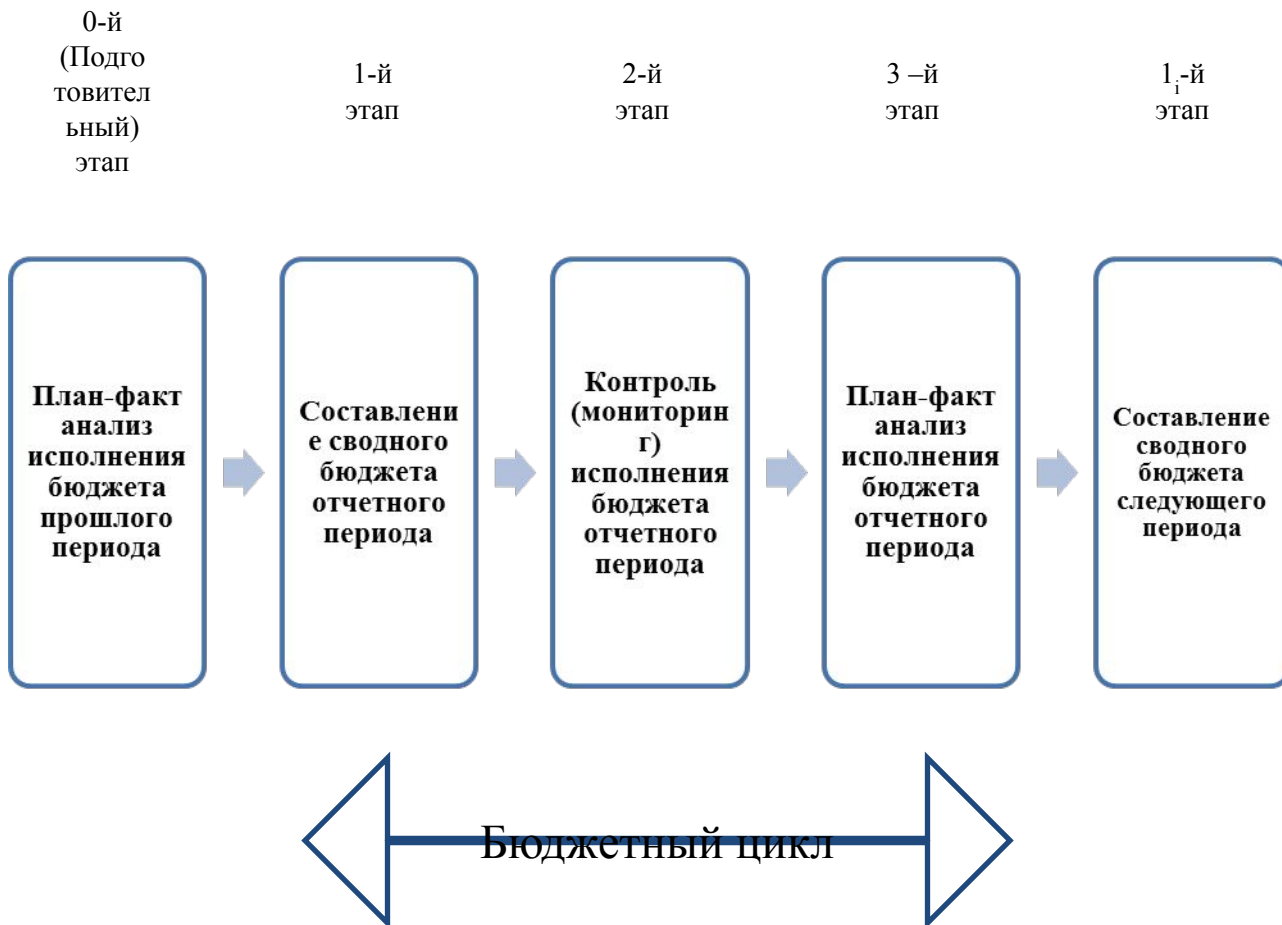 0-й
(Подго
товител
ьный)
этап
1-й
этап
2-й
этап
3 –й
этап
1i-й
этап
План-факт
анализ
исполнения
бюджета
прошлого
периода
Составлени
е сводного
бюджета
отчетного
периода
Контроль
(мониторин
г)
исполнения
бюджета
отчетного
периода
План-факт
анализ
исполнения
бюджета
отчетного
периода
Составление
сводного
бюджета
следующего
периода
Бюджетный цикл